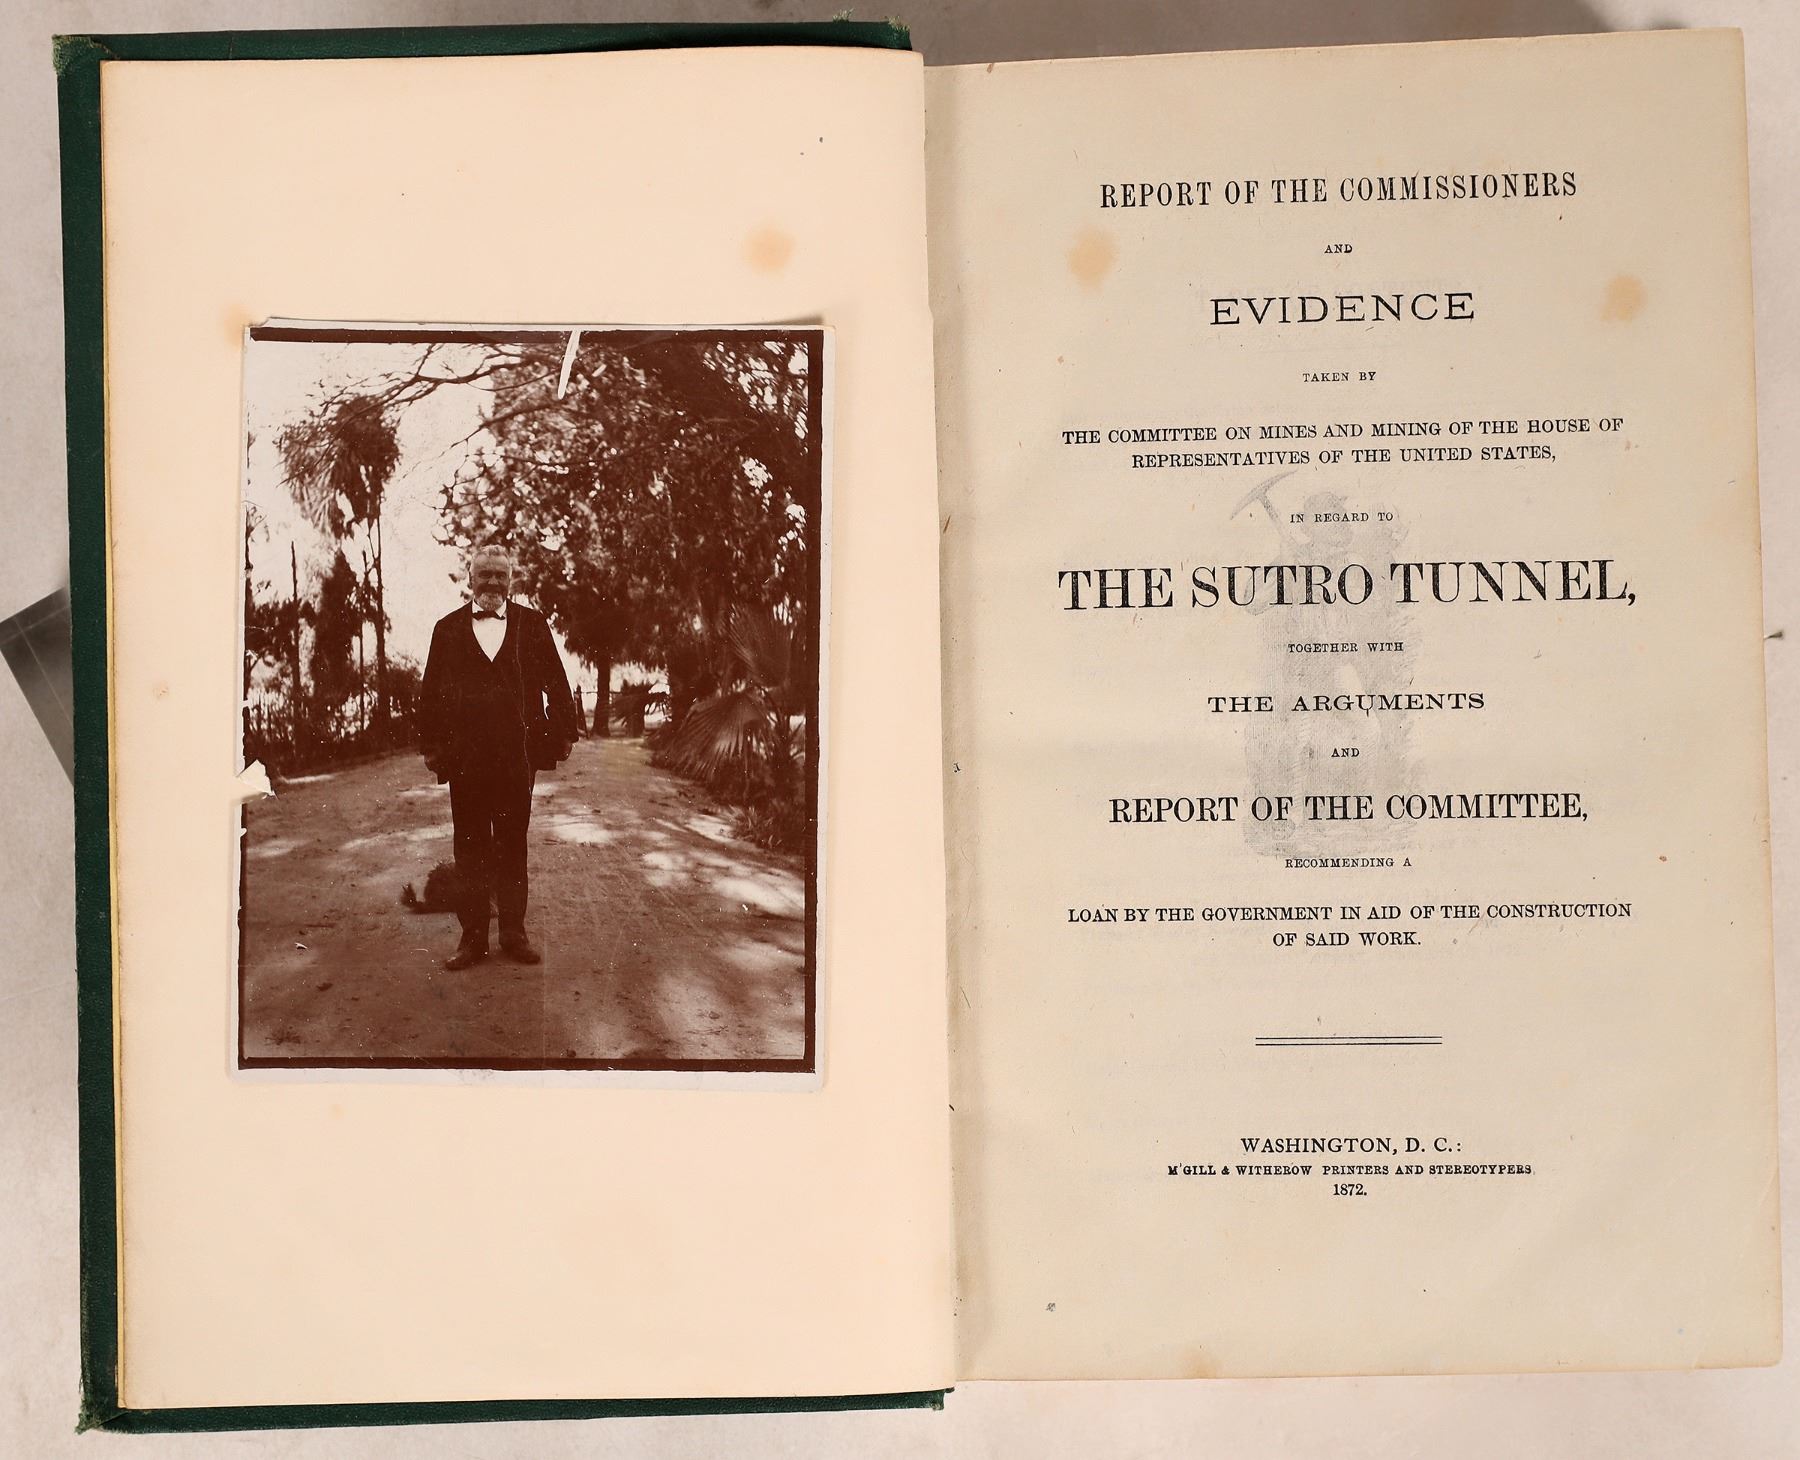 REPORT OF THE COMMISSIONERS
AND
EVIDENCE
TAKEN BY
THE COMMITTEE ON MINES AND MINING OF THE HOUSE OF
REPRESENTATIVES OF THE UNITED STATES,
IN REGARD TO
THE SUTRO TUNNEL,
TOGETHER WITH
THE ARGUMENTS
AND
REPORT OF THE COMMITTEE,
RECOMMENDING A
LOAN BY THE GOVERNMENT IN AID OF THE CONSTRUCTION
OF SAID WORK.
WASHINGTON, D. C.:
M'GILL & WITHEROW PRINTERS AND STEREOTYPERS
1872.